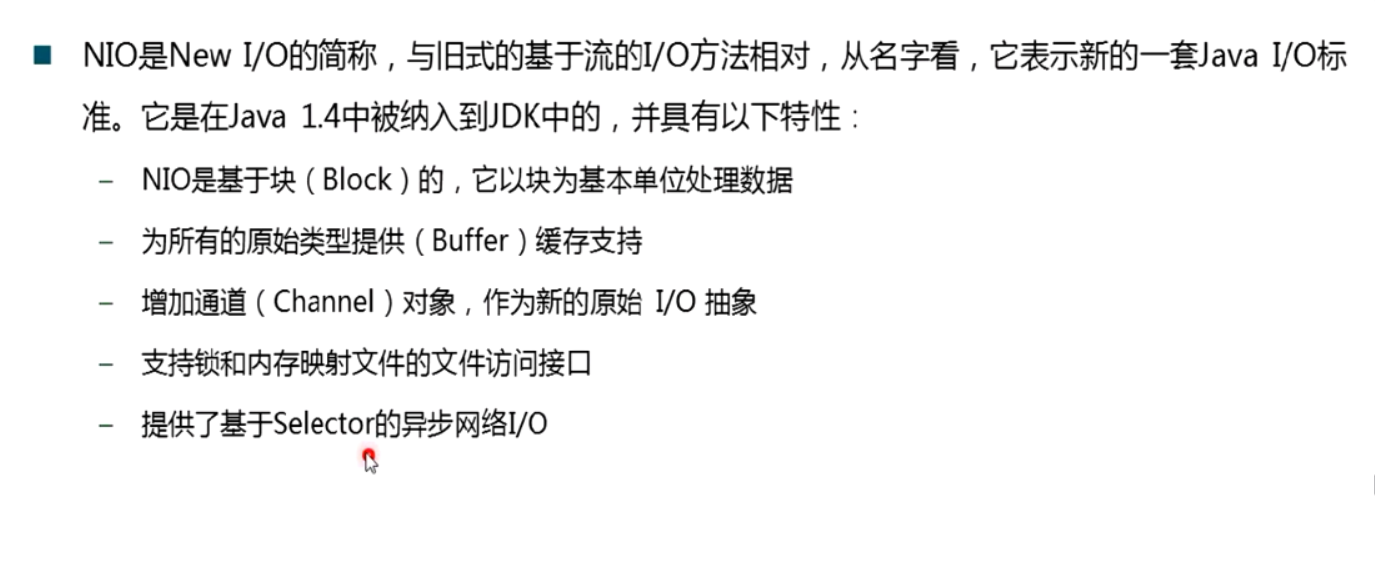 ■ NIO是New I/O的简称，与旧式的基于流的I/O方法相对，从名字看，它表示新的一套Java I/O标
准。它是在Java 1.4中被纳入到JDK中的，并具有以下特性：
– NIO是基于块（Block）的，它以块为基本单位处理数据
– 为所有的原始类型提供（Buffer）缓存支持
– 增加通道（Channel）对象，作为新的原始 I/O 抽象
– 支持锁和内存映射文件的文件访问接口
– 提供了基于Selector的异步网络I/O